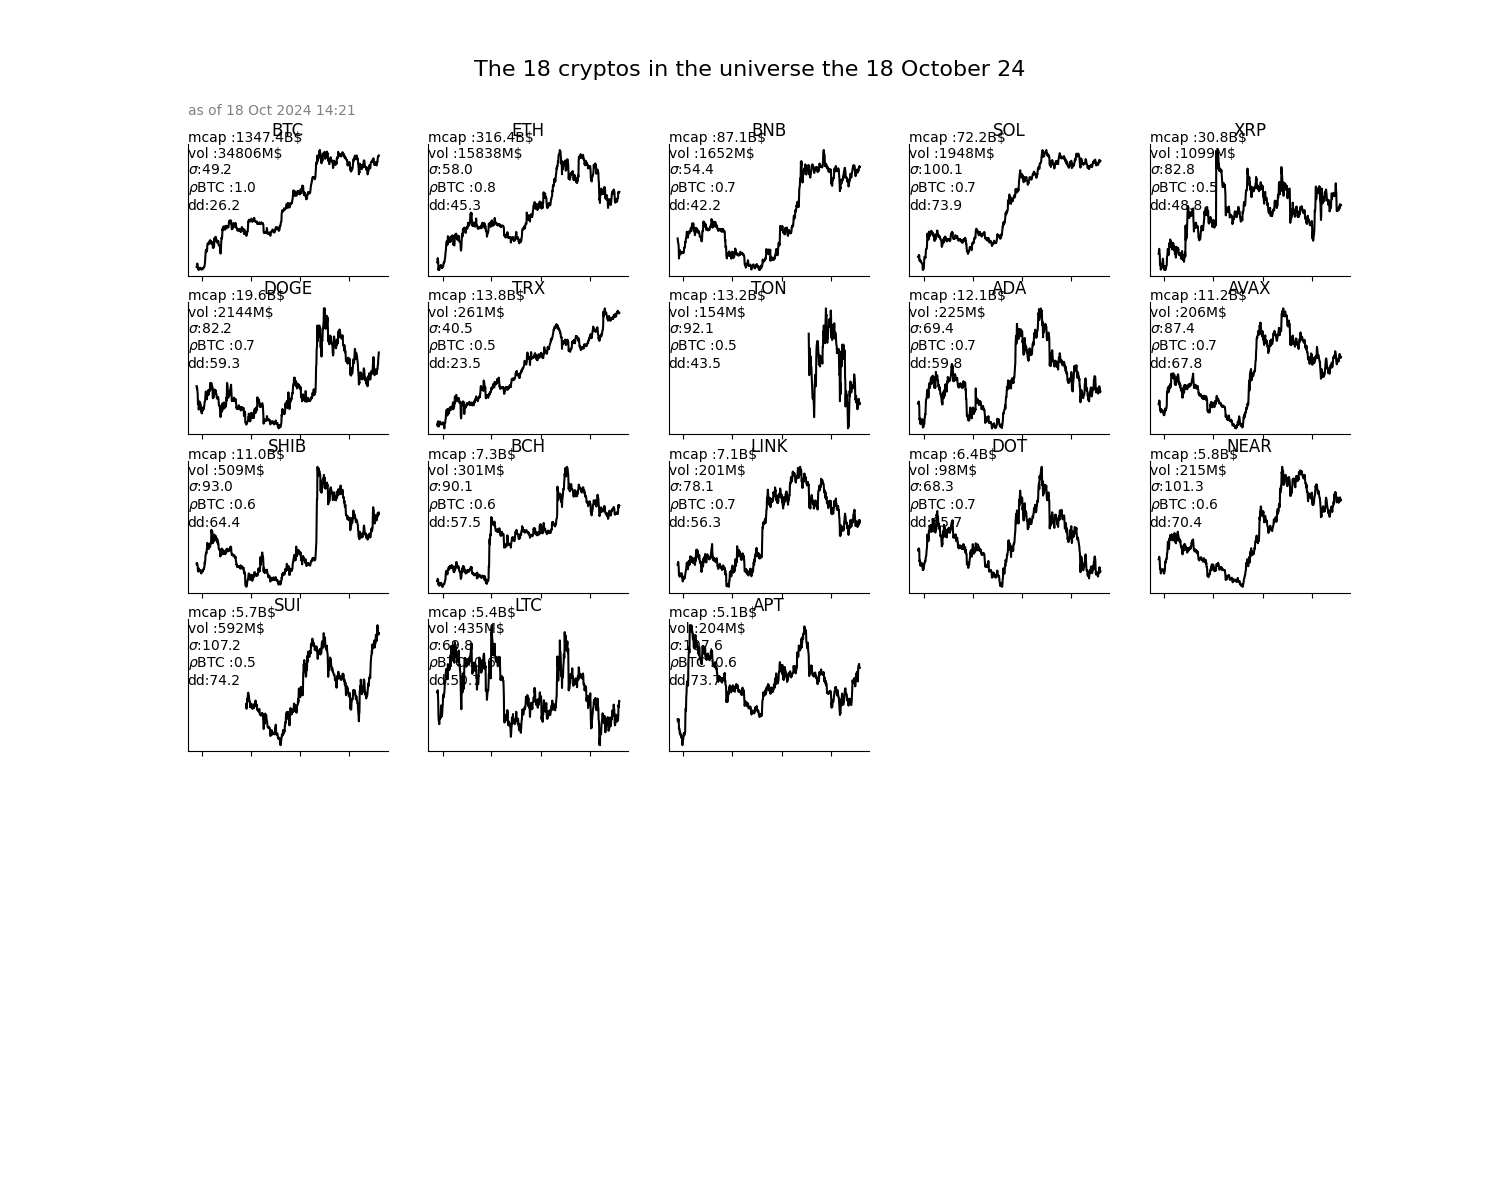 The 18 cryptos in the universe the 18 October 24
as of 18 Oct 2024 14:21
BTC
mcap :1347.4B$
vol :34806M$
σ:49.2
ρBTC :1.0
dd:26.2
ETH
mcap :316.4B$
vol :15838M$
σ:58.0
ρBTC :0.8
dd:45.3
BNB
mcap :87.1B$
vol :1652M$
σ:54.4
ρBTC :0.7
dd:42.2
SOL
mcap :72.2B$
vol :1948M$
σ:100.1
ρBTC :0.7
dd:73.9
XRP
mcap :30.8B$
vol :1099M$
σ:82.8
ρBTC :0.5
dd:48.8
DOGE
mcap :19.6B$
vol :2144M$
σ:82.2
ρBTC :0.7
dd:59.3
TRX
mcap :13.8B$
vol :261M$
σ:40.5
ρBTC :0.5
dd:23.5
TON
mcap :13.2B$
vol :154M$
σ:92.1
ρBTC :0.5
dd:43.5
ADA
mcap :12.1B$
vol :225M$
σ:69.4
ρBTC :0.7
dd:59.8
AVAX
mcap :11.2B$
vol :206M$
σ:87.4
ρBTC :0.7
dd:67.8
SHIB
mcap :11.0B$
vol :509M$
σ:93.0
ρBTC :0.6
dd:64.4
BCH
mcap :7.3B$
vol :301M$
σ:90.1
ρBTC :0.6
dd:57.5
LINK
mcap :7.1B$
vol :201M$
σ:78.1
ρBTC :0.7
dd:56.3
DOT
mcap :6.4B$
vol :98M$
σ:68.3
ρBTC :0.7
NEAR
mcap :5.8B$
vol :215M$
σ:101.3
ρBTC :0.6
dd:70.4
SUI
mcap :5.7B$
vol :592M$
σ:107.2
ρBTC :0.5
dd:74.2
LTC
mcap :5.4B$
vol :435M$
APT
mcap :5.1B$
vol :204M$
ρBTC :0.6